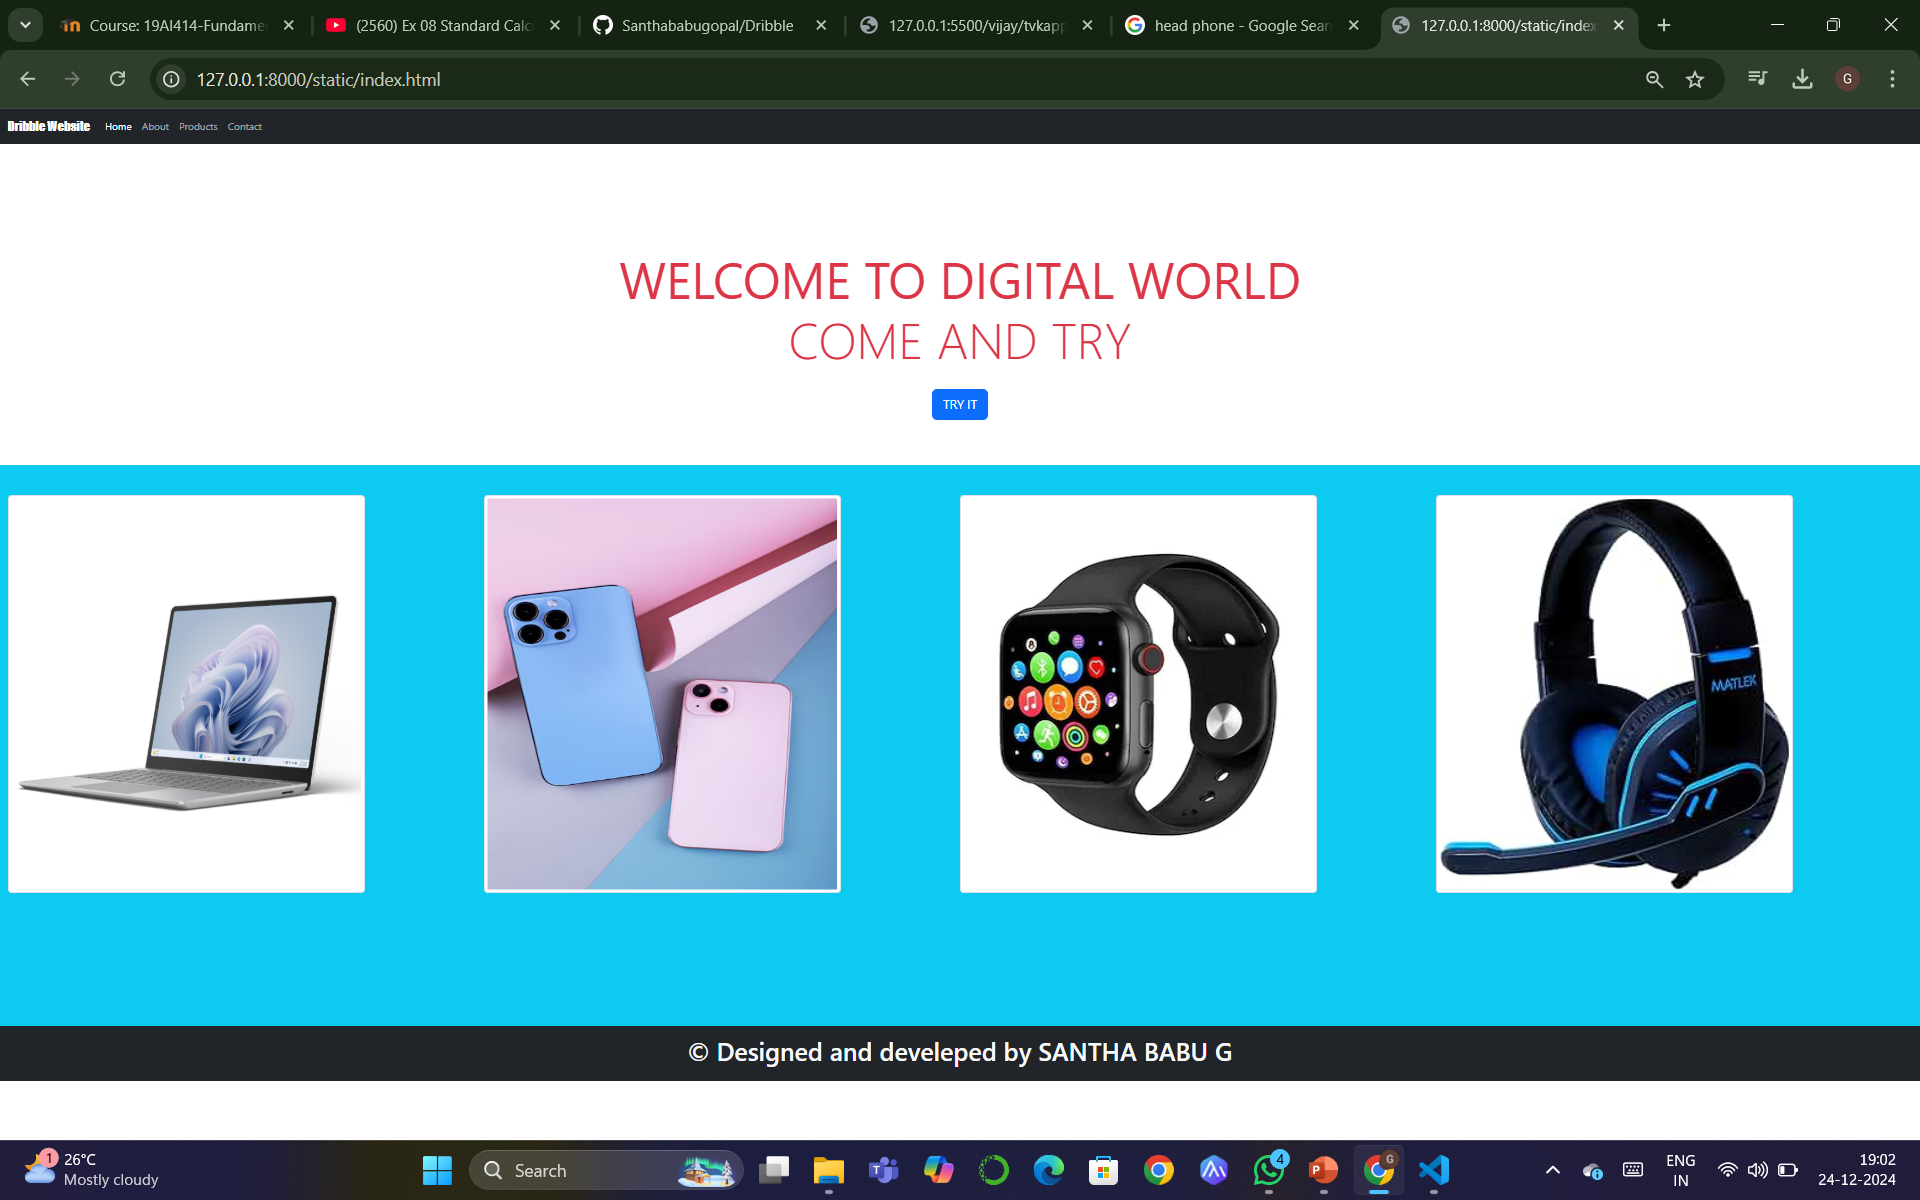 Course: 19AI414-Fundame
(2560) Ex 08 Standard Calc
Santhababugopal/Dribble
127.0.0.1:5500/vijay/tvkapp
head phone - Google Sear
127.0.0.1:8000/static/index
127.0.0.1:8000/static/index.html
G
Dribble Website
Home
About
Products
Contact
WELCOME TO DIGITAL WORLD
COME AND TRY
TRY IT
MATLEK
© Designed and develeped by SANTHA BABU G
1
26°C
Mostly cloudy
Search
4
G
ENG
IN
19:02
24-12-2024